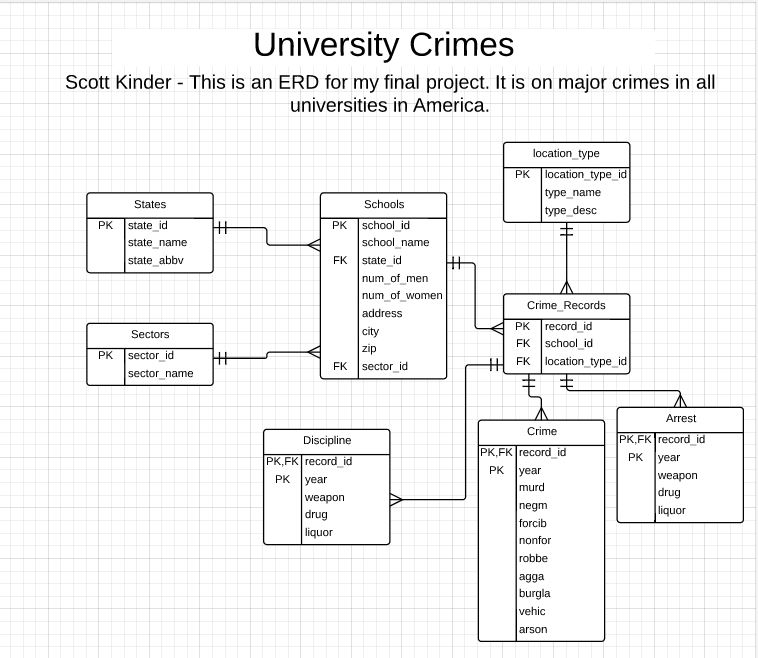 University Crimes
Scott Kinder - This is an ERD for my final project. It is on major crimes in all
universities in America.
location_type
PK location_type_id
type_name
type_desc
States
PK state_id
state_name
state_abbv
Schools
PK school_id
school_name
FK state_id
num_of_men
num_of_women
address
city
zip
FK sector_id
Sectors
PK sector_id
sector_name
Crime_Records
PK record_id
FK school_id
FK location_type_id
Discipline
PK,FK record_id
PK year
weapon
drug
liquor
Crime
PK,FK record_id
PK year
murd
negm
forcib
nonfor
robbe
agga
burgla
vehic
arson
Arrest
PK,FK record_id
PK year
weapon
drug
liquor